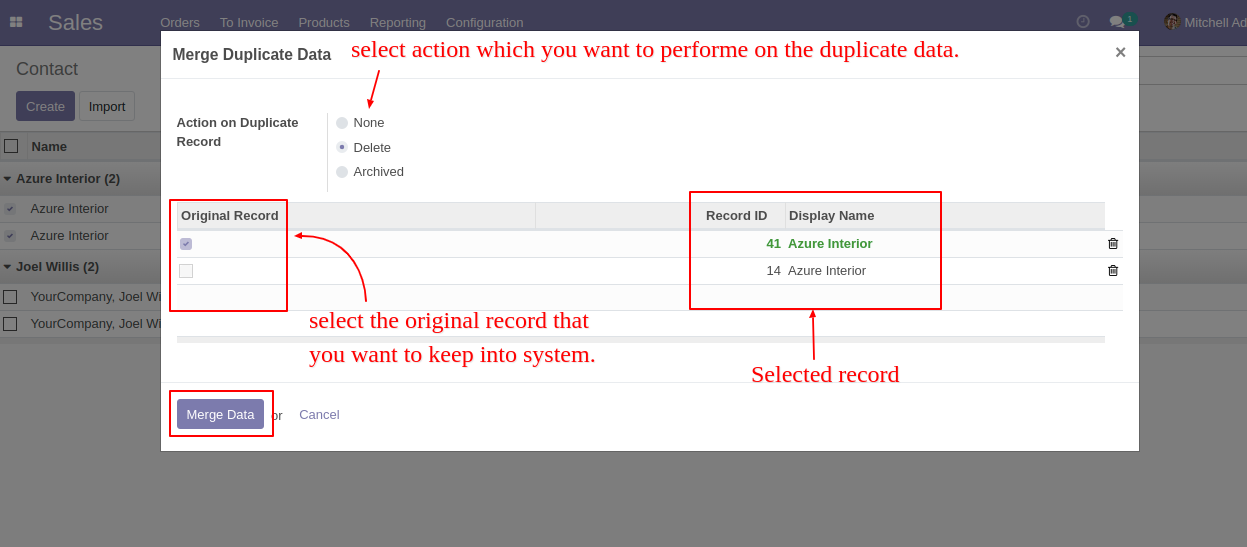 Sales Orders To Invoice Products Reporting Configuration 1 Mitchell Ad
Contact
Create Import
Name
Azure Interior (2)
Azure Interior
Azure Interior
Joel Willis (2)
YourCompany, Joel Wi
YourCompany, Joel Wi
Merge Duplicate Data select action which you want to performe on the duplicate data. ×
Action on Duplicate
Record
None
Delete
Archived
Original Record Record ID Display Name
41 Azure Interior
14 Azure Interior
select the original record that
you want to keep into system.
Selected record
Merge Data or Cancel